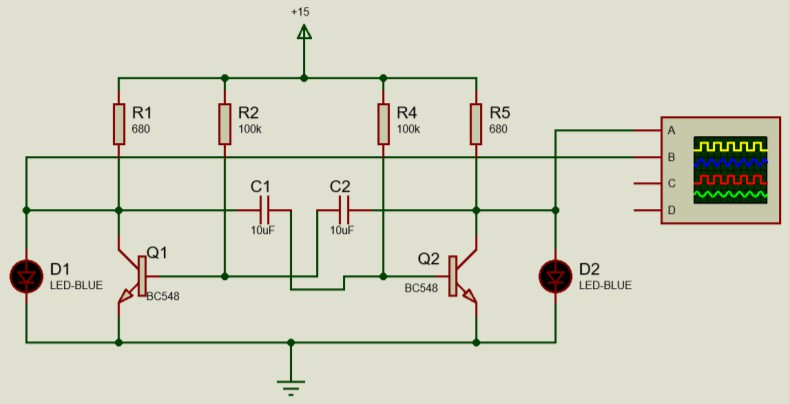 +15
R1
680
R2
100k
R4
100k
R5
680
A
B
C
D
C1
10uF
C2
10uF
Q1
BC548
Q2
BC548
D1
LED-BLUE
D2
LED-BLUE